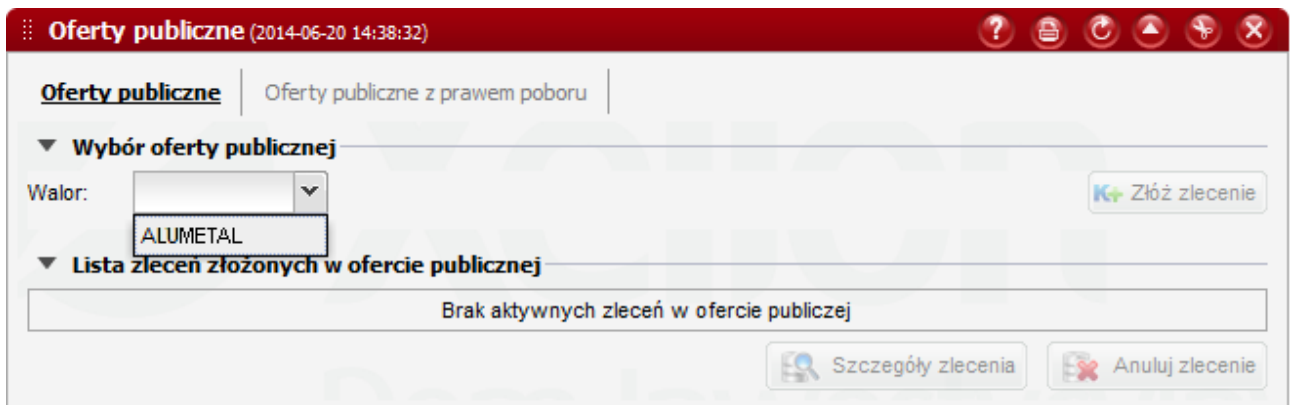 Oferty publiczne (2014-06-20 14:38:32)
Oferty publiczne Oferty publiczne z prawem poboru
Wybór oferty publicznej
Walor: K+ Złóż zlecenie
ALUMETAL
Lista zleceń złożonych w ofercie publicznej
Brak aktywnych zleceń w ofercie publiczej
Szczegóły zlecenia Anuluj zlecenie